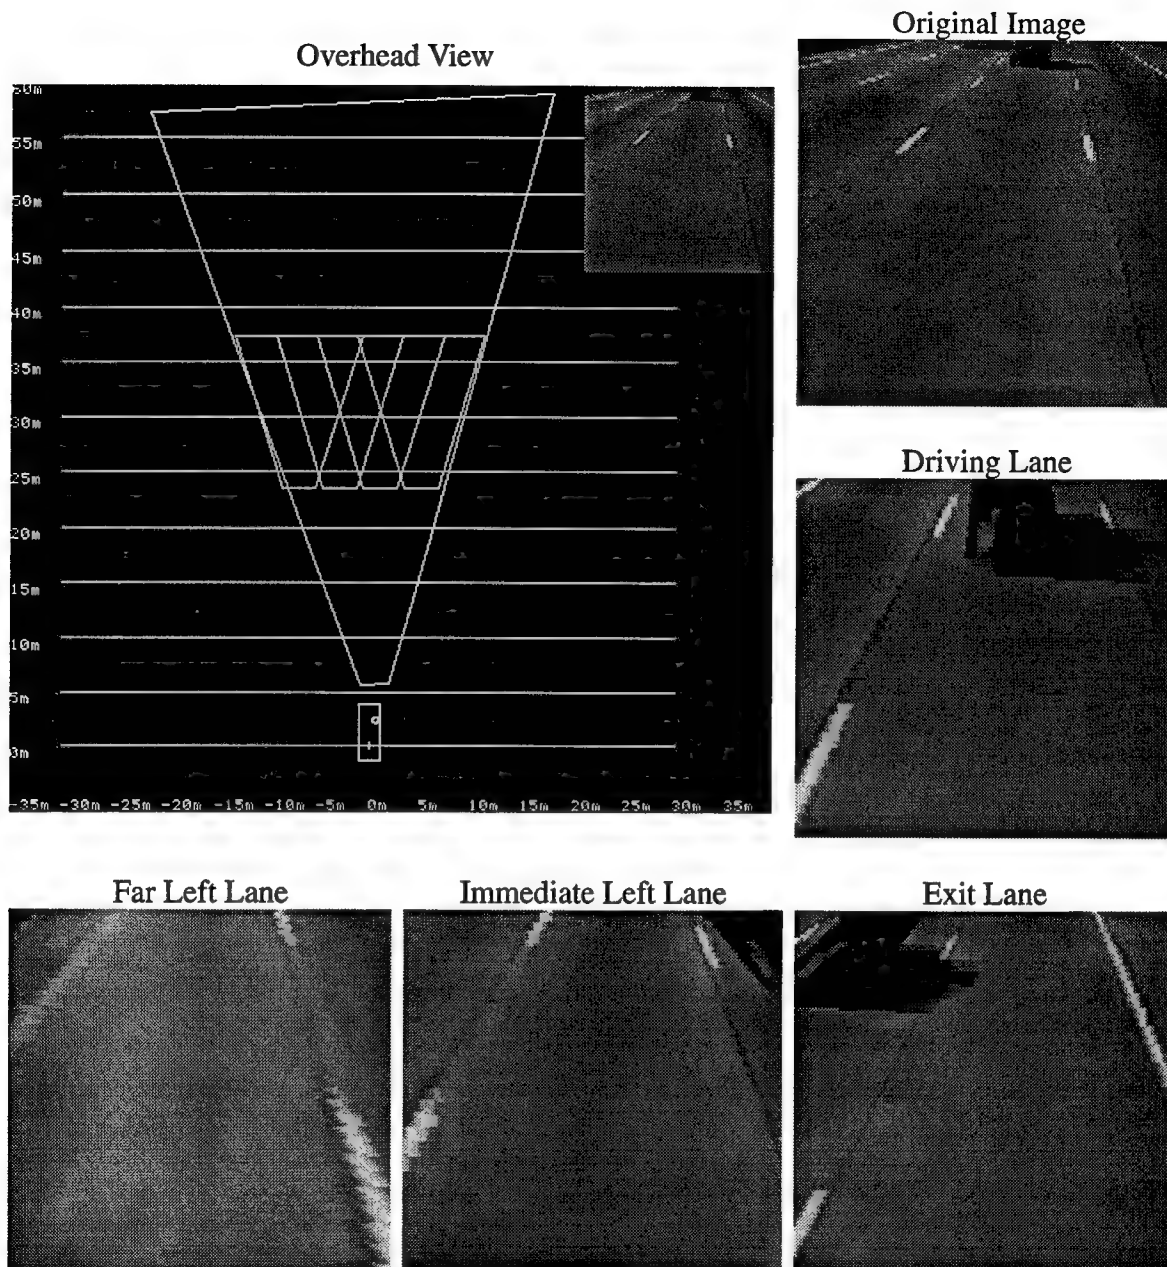 Original Image
Overhead View
60m
55m
50m
45m
40m
35m
30m
25m
20m
15m
10m
5m
0m
-35m -30m -25m -20m -15m -10m -5m 0m 5m 10m 15m 20m 25m 30m 35m
Driving Lane
Far Left Lane
Immediate Left Lane
Exit Lane